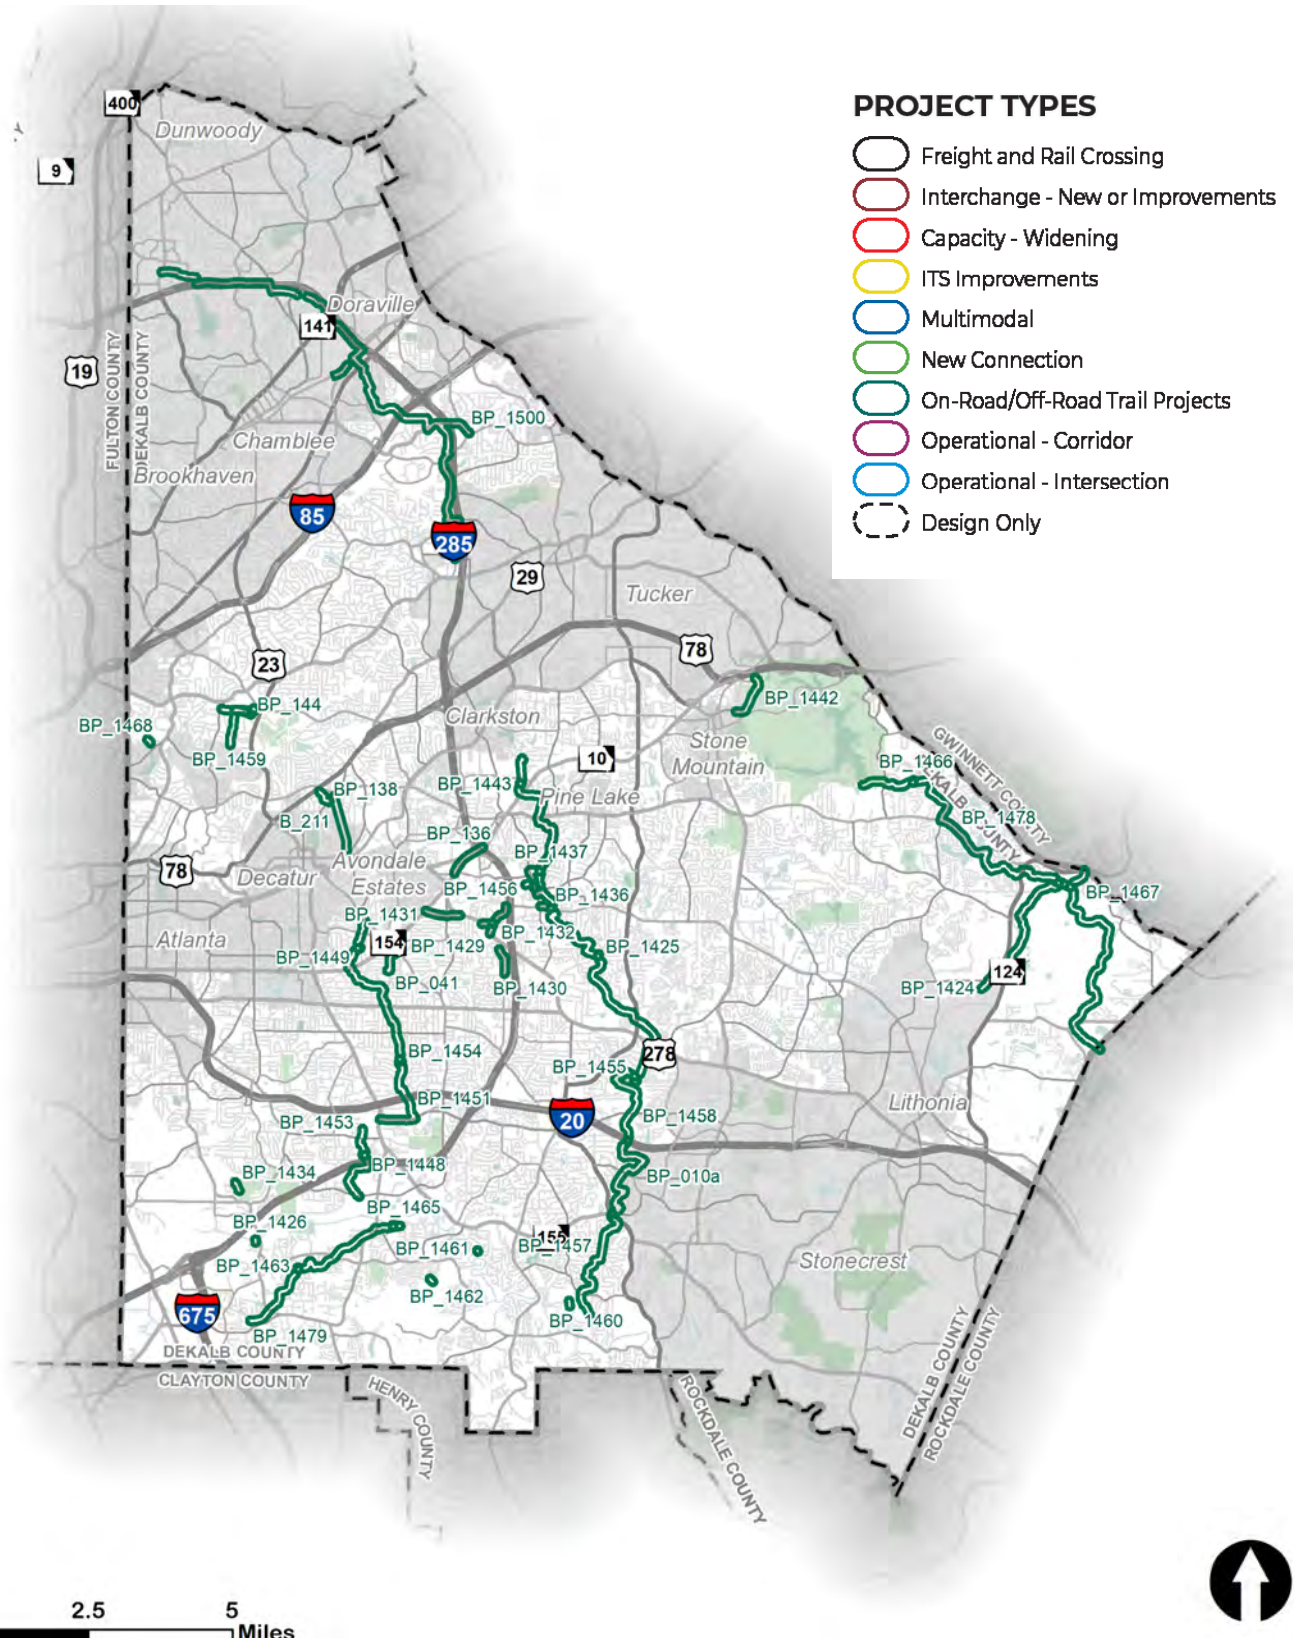 PROJECT TYPES
Freight and Rail Crossing
Interchange - New or Improvements
Capacity - Widening
ITS Improvements
Multimodal
New Connection
On-Road/Off-Road Trail Projects
Operational - Corridor
Operational - Intersection
Design Only
400
Dunwoody
9
Doraville
141
19
FULTON COUNTY
DEKALB COUNTY
BP_1500
Chamblee
Brookhaven
85
285
29
Tucker
78
23
BP_144
BP_1442
Clarkston
BP_1468
BP_1459
Stone
Mountain
10
GWINNETT COUNTY
BP_1466
BP_138
BP_1443
Pine Lake
BP_1478
B_211
BP_136
BP_1437
Avondale
Estates
78
Decatur
BP_1456
BP_1436
BP_1467
BP_1431
BP_1432
154
Atlanta
BP_1429
BP_1425
BP_1449
124
BP_041
BP_1430
BP_1424
278
BP_1454
BP_1455
BP_1451
Lithonia
BP_1453
20
BP_1458
BP_1448
BP_1434
BP_010a
BP_1465
BP_1426
155
BP_1461
BP_1457
Stonecrest
BP_1463
BP_1462
675
BP_1460
BP_1479
DEKALB COUNTY
CLAYTON COUNTY
HENRY COUNTY
ROCKDALE COUNTY
DEKALB COUNTY
ROCKDALE COUNTY
2.5
5
Miles